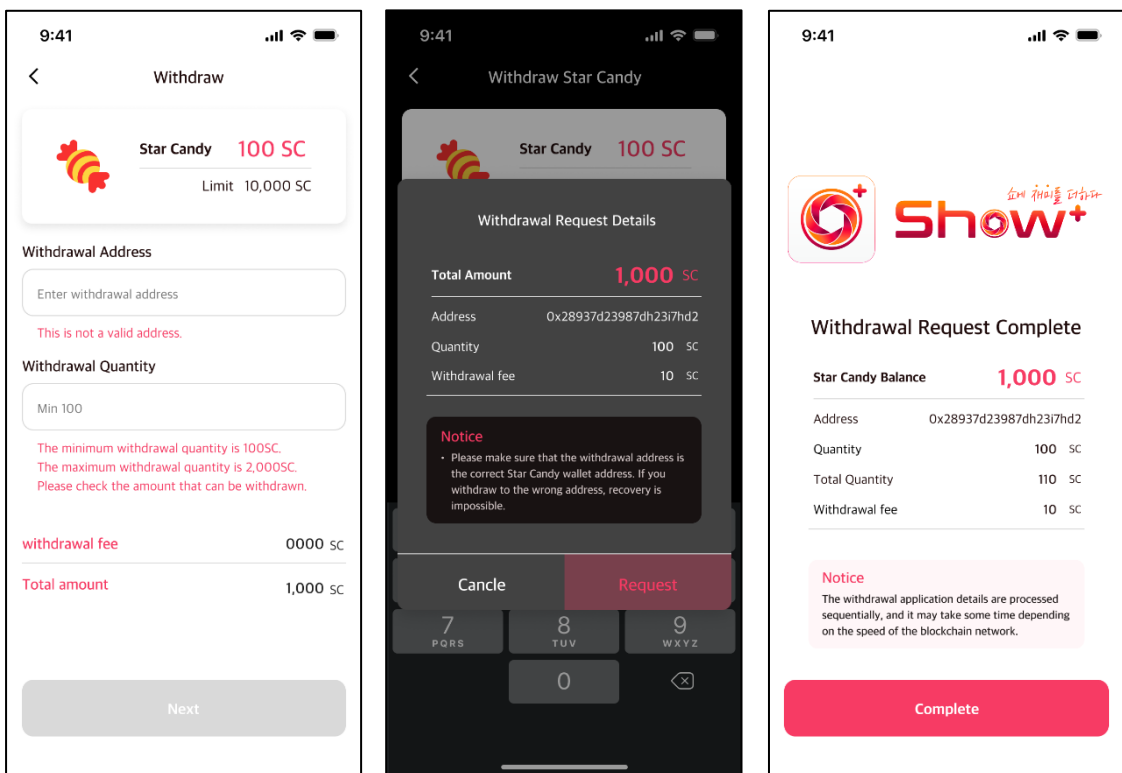 9:41
Withdraw
Star Candy 100 SC
Limit 10,000 SC
Withdrawal Address
Enter withdrawal address
This is not a valid address.
Withdrawal Quantity
Min 100
The minimum withdrawal quantity is 100SC.
The maximum withdrawal quantity is 2,000SC.
Please check the amount that can be withdrawn.
withdrawal fee 0000 SC
Total amount 1,000 SC
Next
9:41
Withdraw Star Candy
Star Candy 100 SC
Withdrawal Request Details
Total Amount 1,000 SC
Address 0x28937d23987dh23i7hd2
Quantity 100 SC
Withdrawal fee 10 SC
Notice
• Please make sure that the withdrawal address is
the correct Star Candy wallet address. If you
withdraw to the wrong address, recovery is
impossible.
Cancle Request
7 8 9
PQRS TUV WXYZ
0
9:41
쇼에 재미를 더하다
Show+
Withdrawal Request Complete
Star Candy Balance 1,000 SC
Address 0x28937d23987dh23i7hd2
Quantity 100 SC
Total Quantity 110 SC
Withdrawal fee 10 SC
Notice
The withdrawal application details are processed
sequentially, and it may take some time depending
on the speed of the blockchain network.
Complete